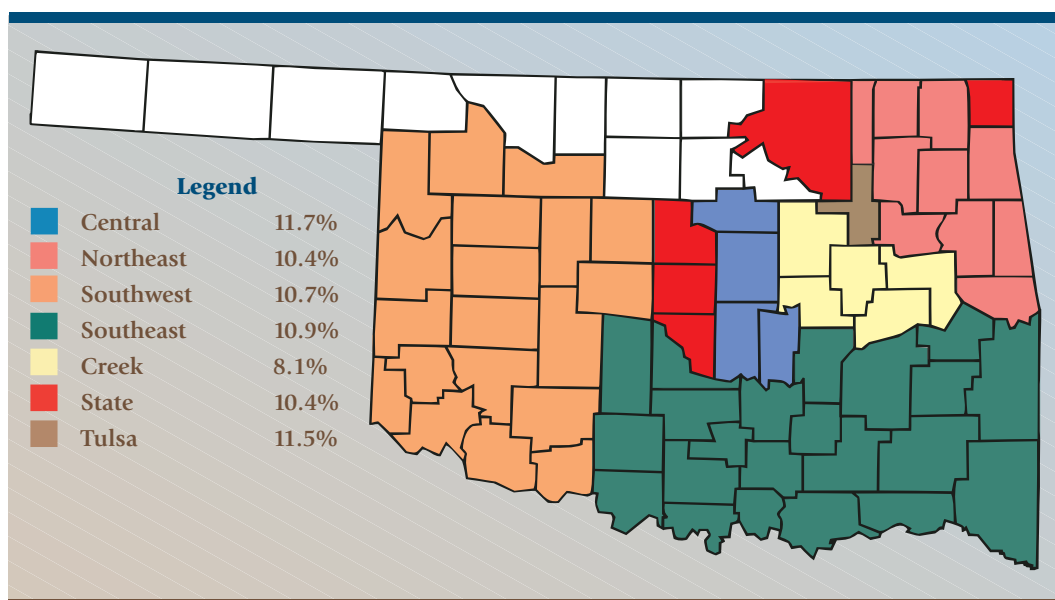 Legend
Central 11.7%
Northeast 10.4%
Southwest 10.7%
Southeast 10.9%
Creek 8.1%
State 10.4%
Tulsa 11.5%